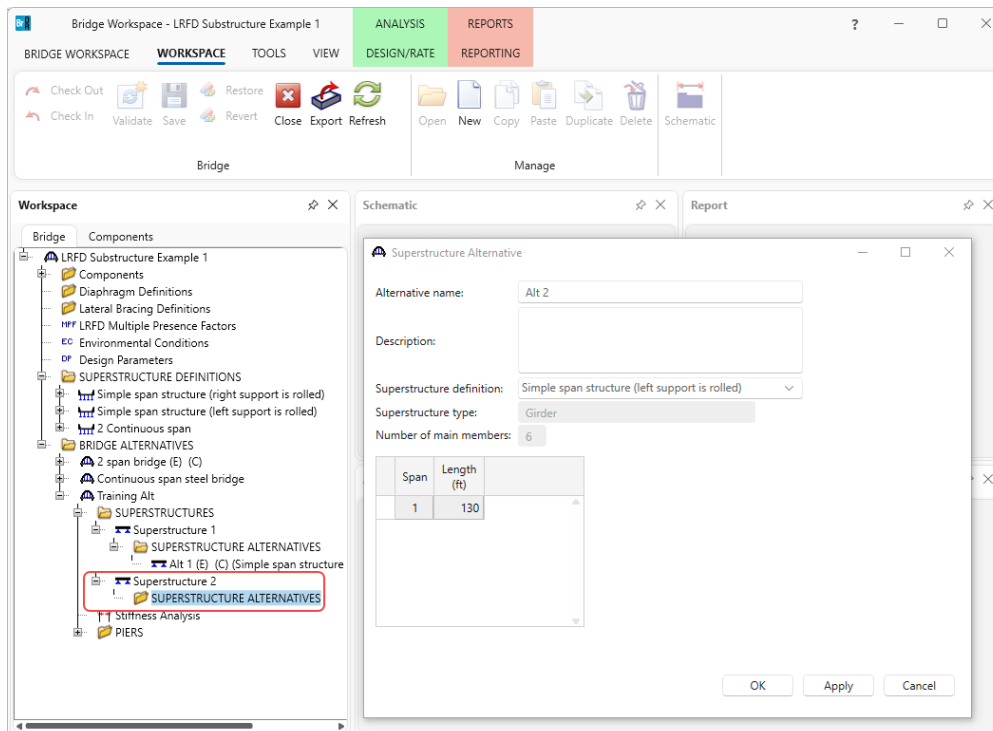 Br Bridge Workspace - LRFD Substructure Example 1 ANALYSIS REPORTS ?
BRIDGE WORKSPACE WORKSPACE TOOLS VIEW DESIGN/RATE REPORTING
Check Out Restore
Check In Validate Save Revert Close Export Refresh Open New Copy Paste Duplicate Delete Schematic
Bridge Manage
Workspace Schematic Report
Bridge Components
LRFD Substructure Example 1
Components
Diaphragm Definitions
Lateral Bracing Definitions
MPF LRFD Multiple Presence Factors
EC Environmental Conditions
DP Design Parameters
SUPERSTRUCTURE DEFINITIONS
Simple span structure (right support is rolled)
Simple span structure (left support is rolled)
2 Continuous span
BRIDGE ALTERNATIVES
2 span bridge (E) (C)
Continuous span steel bridge
Training Alt
SUPERSTRUCTURES
Superstructure 1
SUPERSTRUCTURE ALTERNATIVES
Alt 1 (E) (C) (Simple span structure
Superstructure 2
SUPERSTRUCTURE ALTERNATIVES
Stiffness Analysis
PIERS
Superstructure Alternative
Alternative name: Alt 2
Description:
Superstructure definition: Simple span structure (left support is rolled)
Superstructure type: Girder
Number of main members: 6
Span Length
(ft)
1 130
OK Apply Cancel